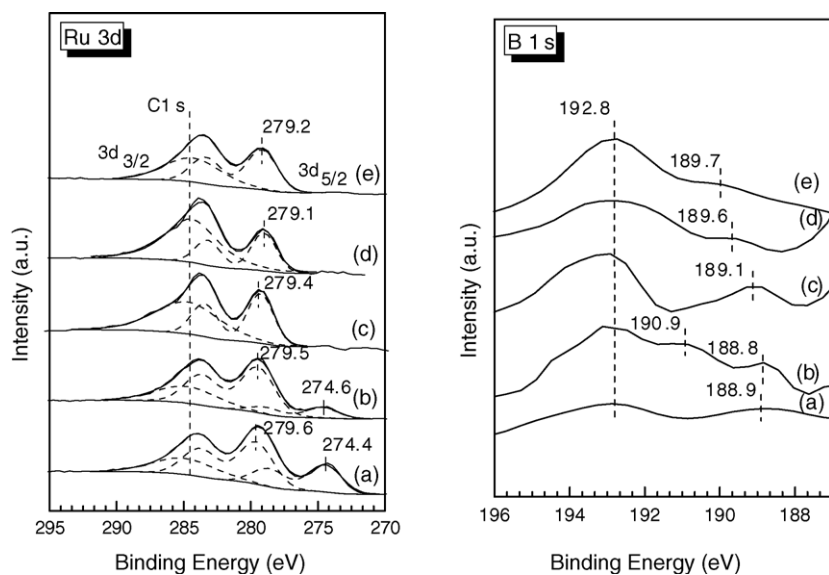 Ru 3d
C1 s
279.2
3d 3/2
3d 5/2
(e)
279.1
(d)
279.4
(c)
279.5
274.6
(b)
279.6
274.4
(a)
Intensity (a.u.)
295 290 285 280 275 270
Binding Energy (eV)
B 1s
192.8
189.7
(e)
189.6
(d)
189.1
(c)
190.9
188.8
(b)
188.9
(a)
Intensity (a.u.)
196 194 192 190 188
Binding Energy (eV)